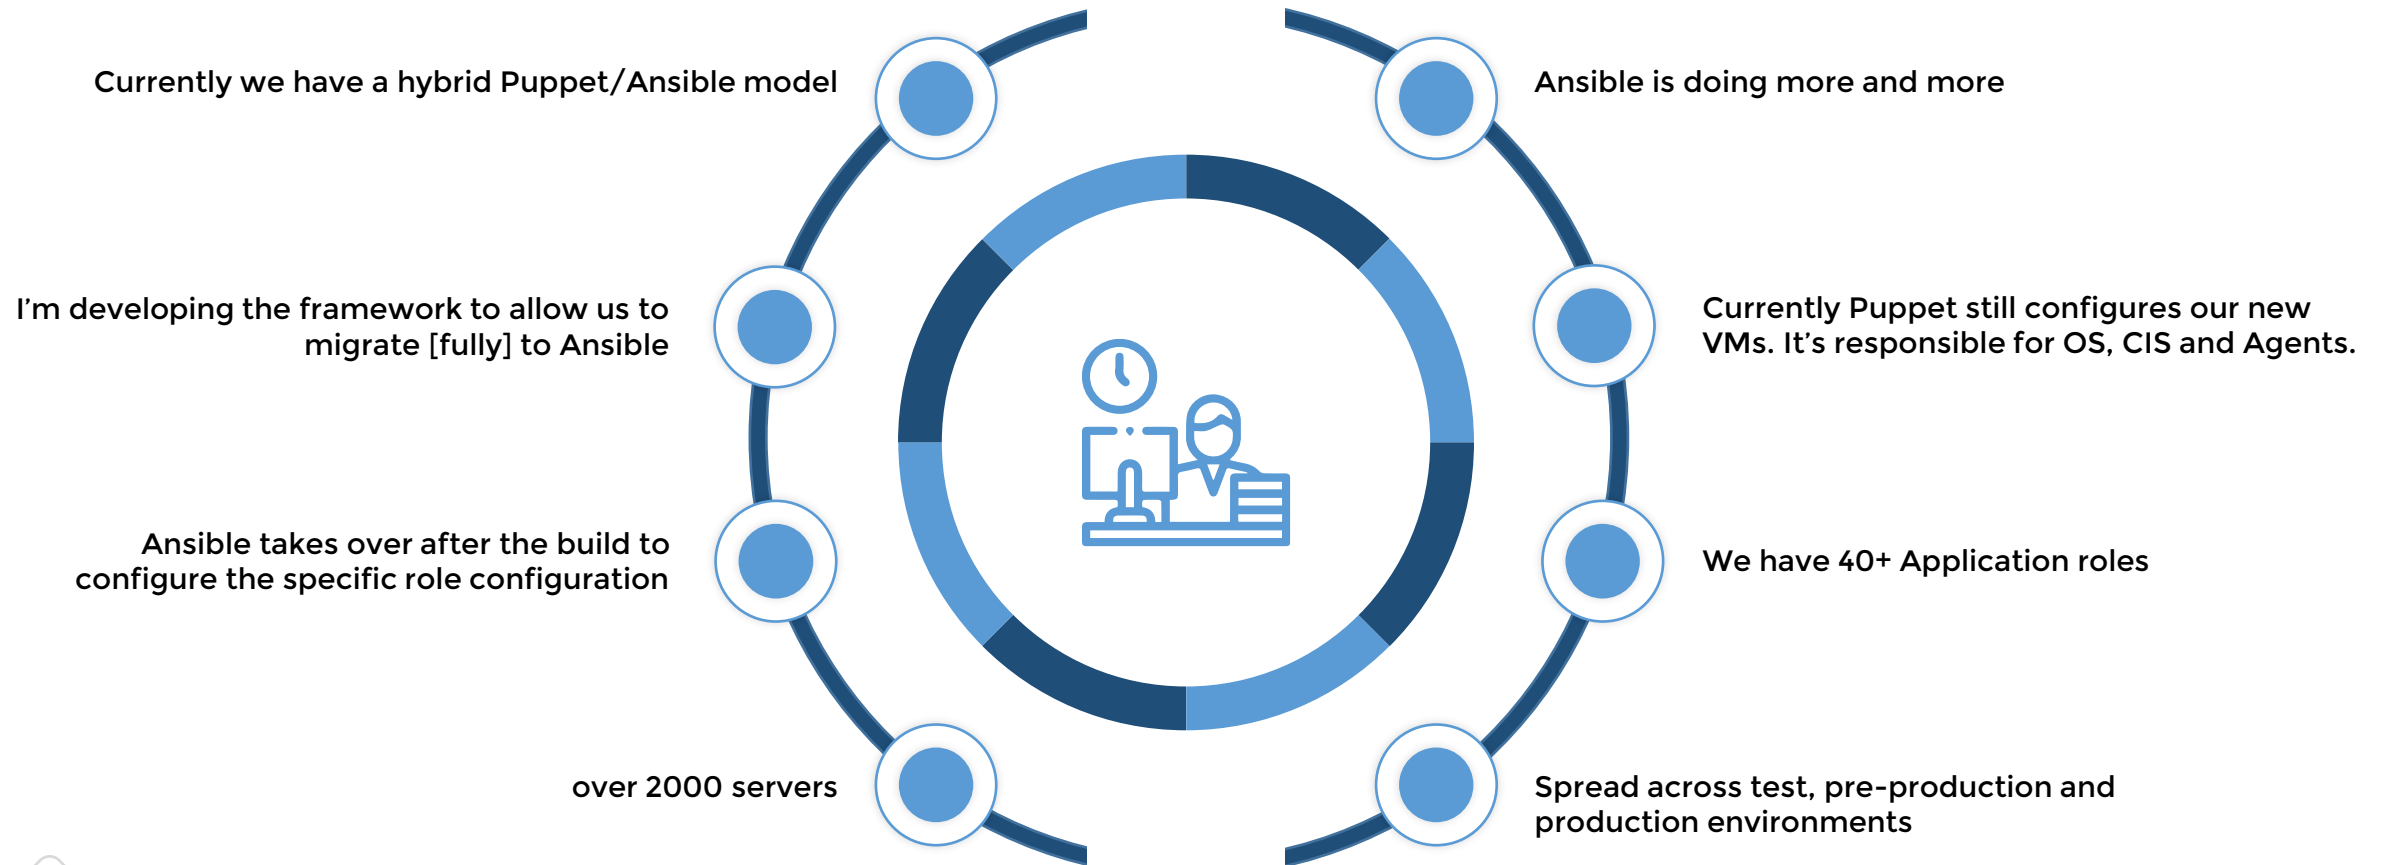 Currently we have a hybrid Puppet/Ansible model
Ansible is doing more and more
I’m developing the framework to allow us to
migrate [fully] to Ansible
Currently Puppet still configures our new
VMs. It’s responsible for OS, CIS and Agents.
Ansible takes over after the build to
configure the specific role configuration
We have 40+ Application roles
over 2000 servers
Spread across test, pre-production and
production environments